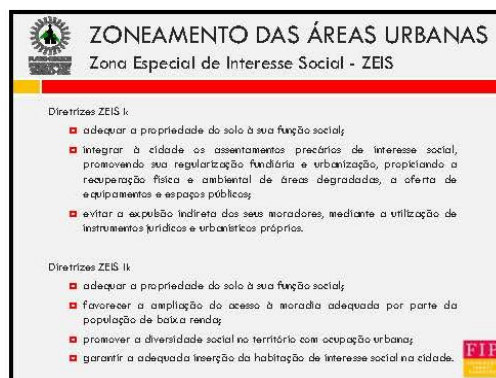 ZONEAMENTO DAS ÁREAS URBANAS
Zona Especial de Interesse Social - ZEIS
Diretrizes ZEIS I:
adequar a propriedade do solo à sua função social;
integrar à cidade os assentamentos precários de interesse social,
promovendo sua regularização fundiária e urbanização, propiciando a
recuperação física e ambiental de áreas degradadas, a oferta de
equipamentos e espaços públicos;
evitar a expulsão indireta dos seus moradores, mediante a utilização de
instrumentos jurídicos e urbanísticos próprios.
Diretrizes ZEIS II:
adequar a propriedade do solo à sua função social;
favorecer a ampliação do acesso à moradia adequada por parte da
população de baixa renda;
promover a diversidade social no território com ocupação urbana;
garantir a adequada inserção da habitação de interesse social na cidade.